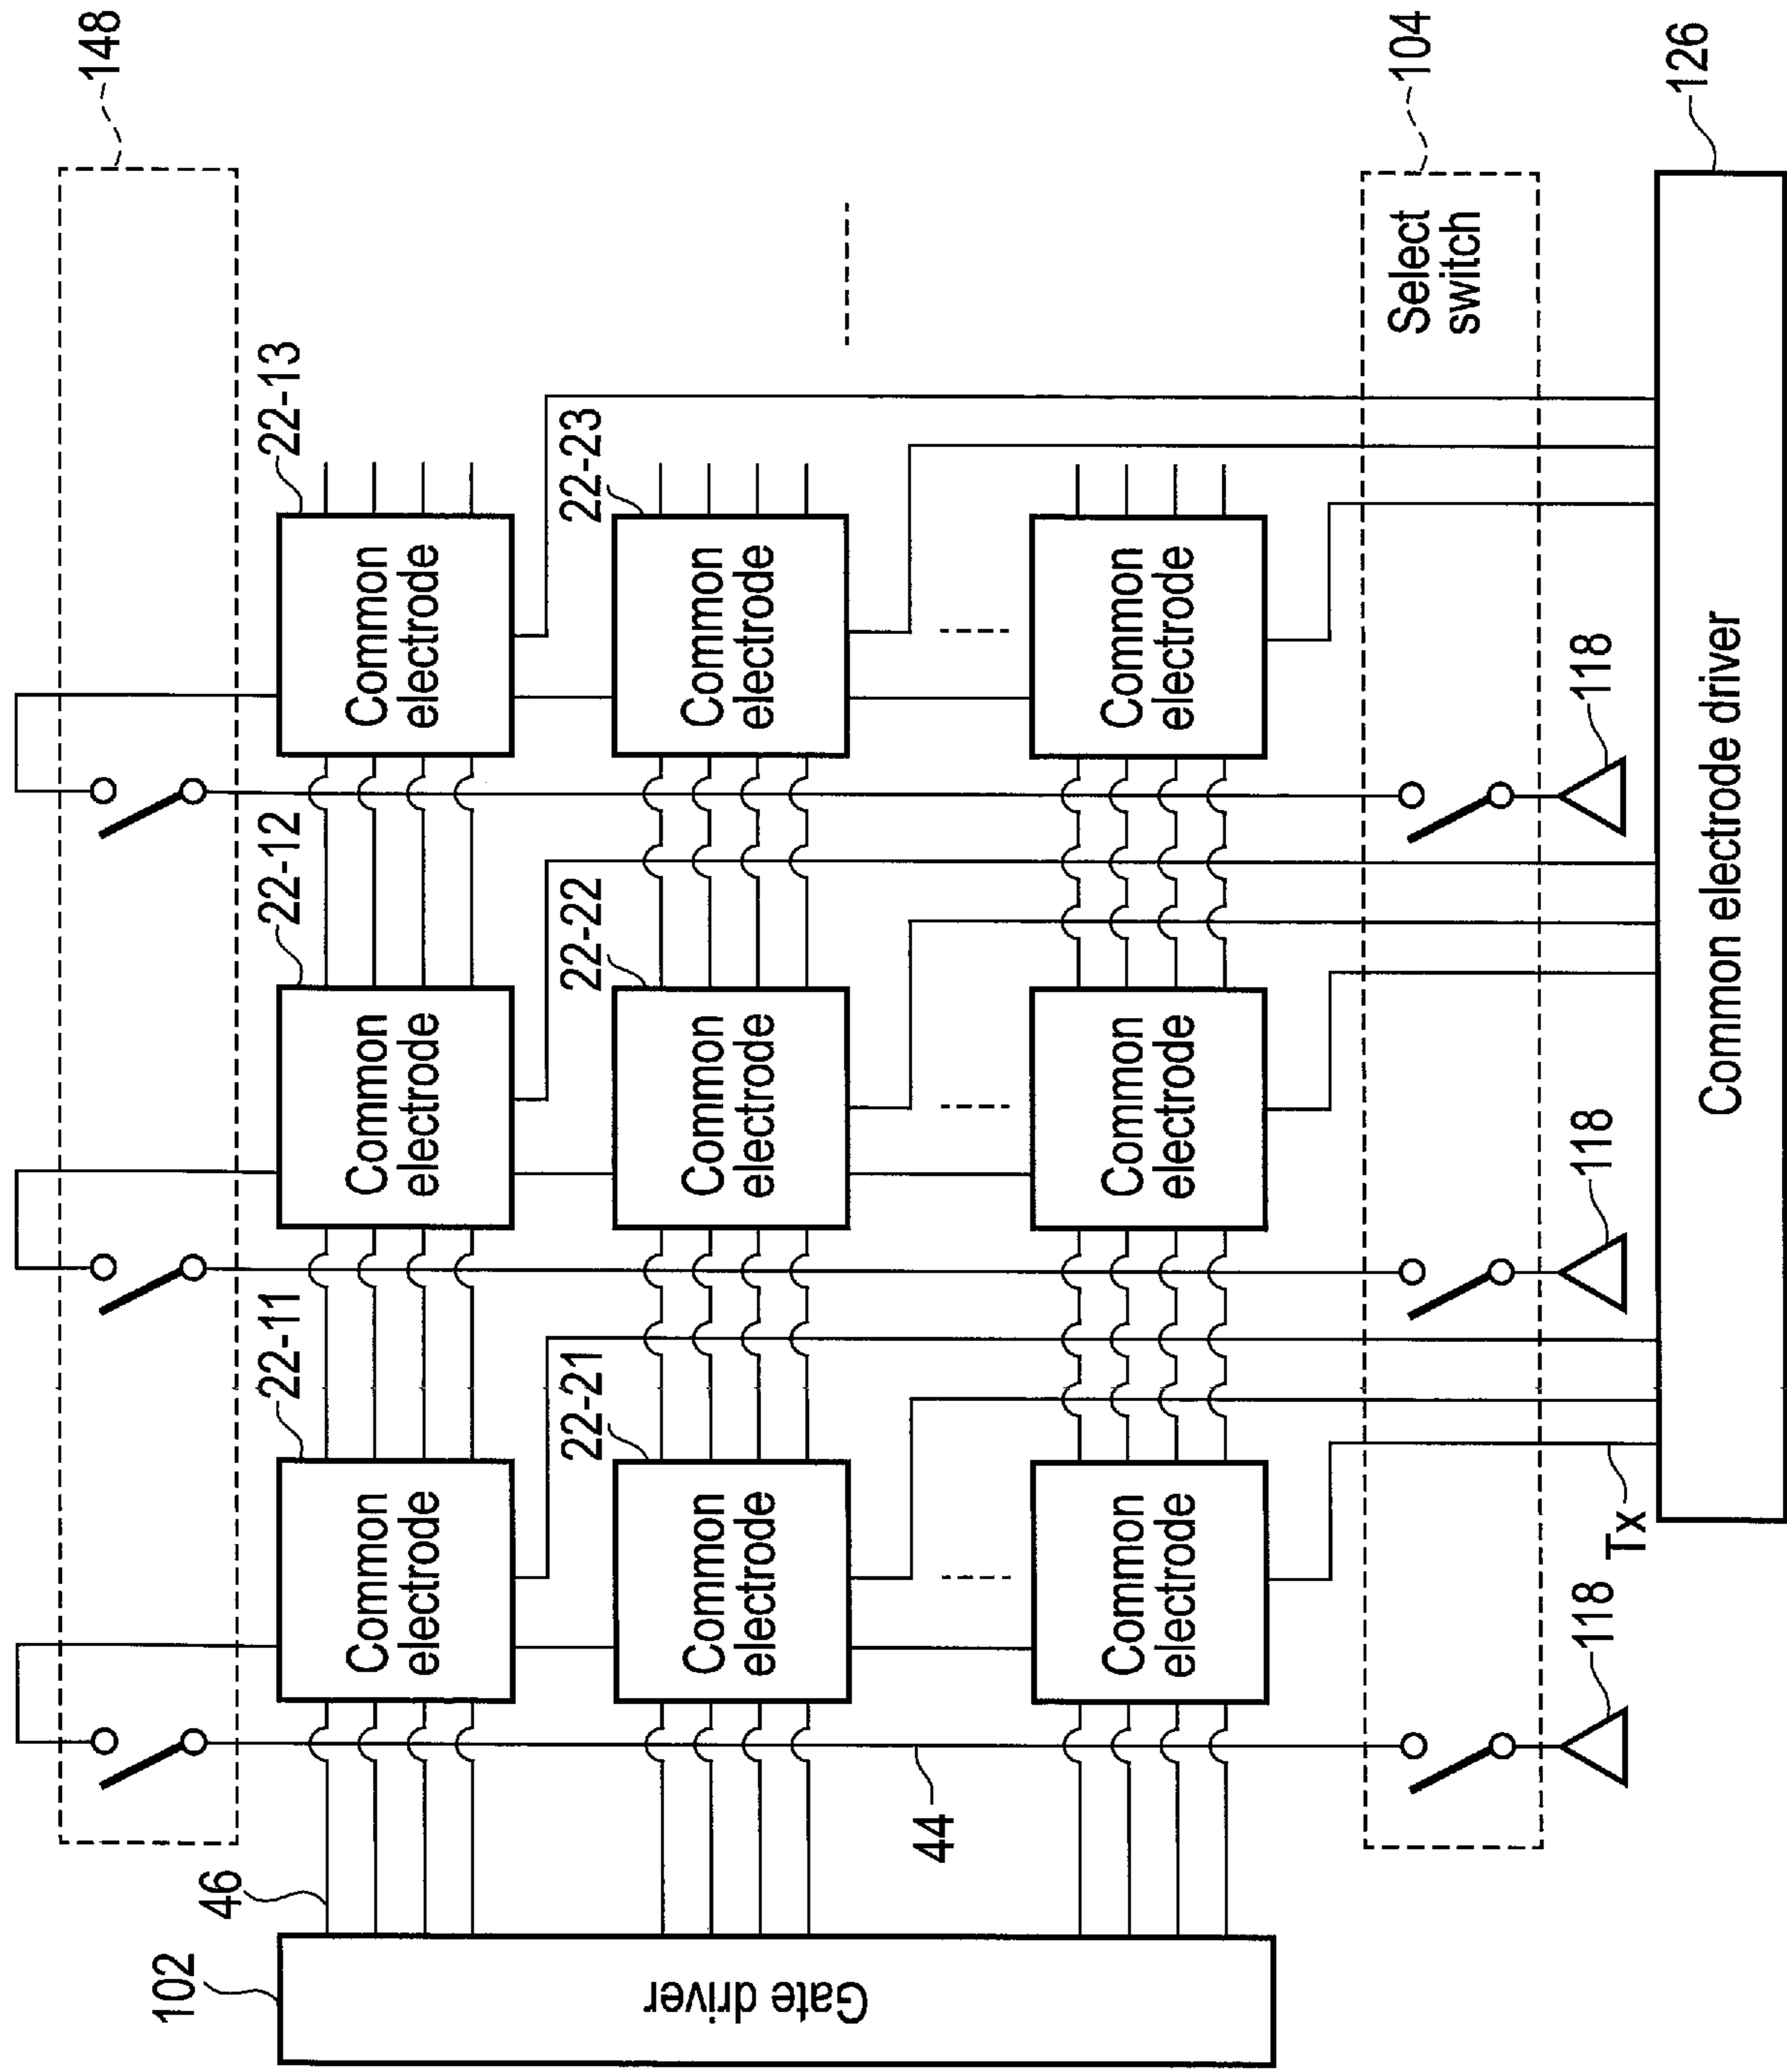 148
22-13
22-12
22-11
Common
electrode
Common
electrode
Common
electrode
22-23
22-22
22-21
Common
electrode
Common
electrode
Common
electrode
Common
electrode
Common
electrode
Common
electrode
46
102
Gate driver
44
104
Select
switch
118
118
118
Tx
126
Common electrode driver